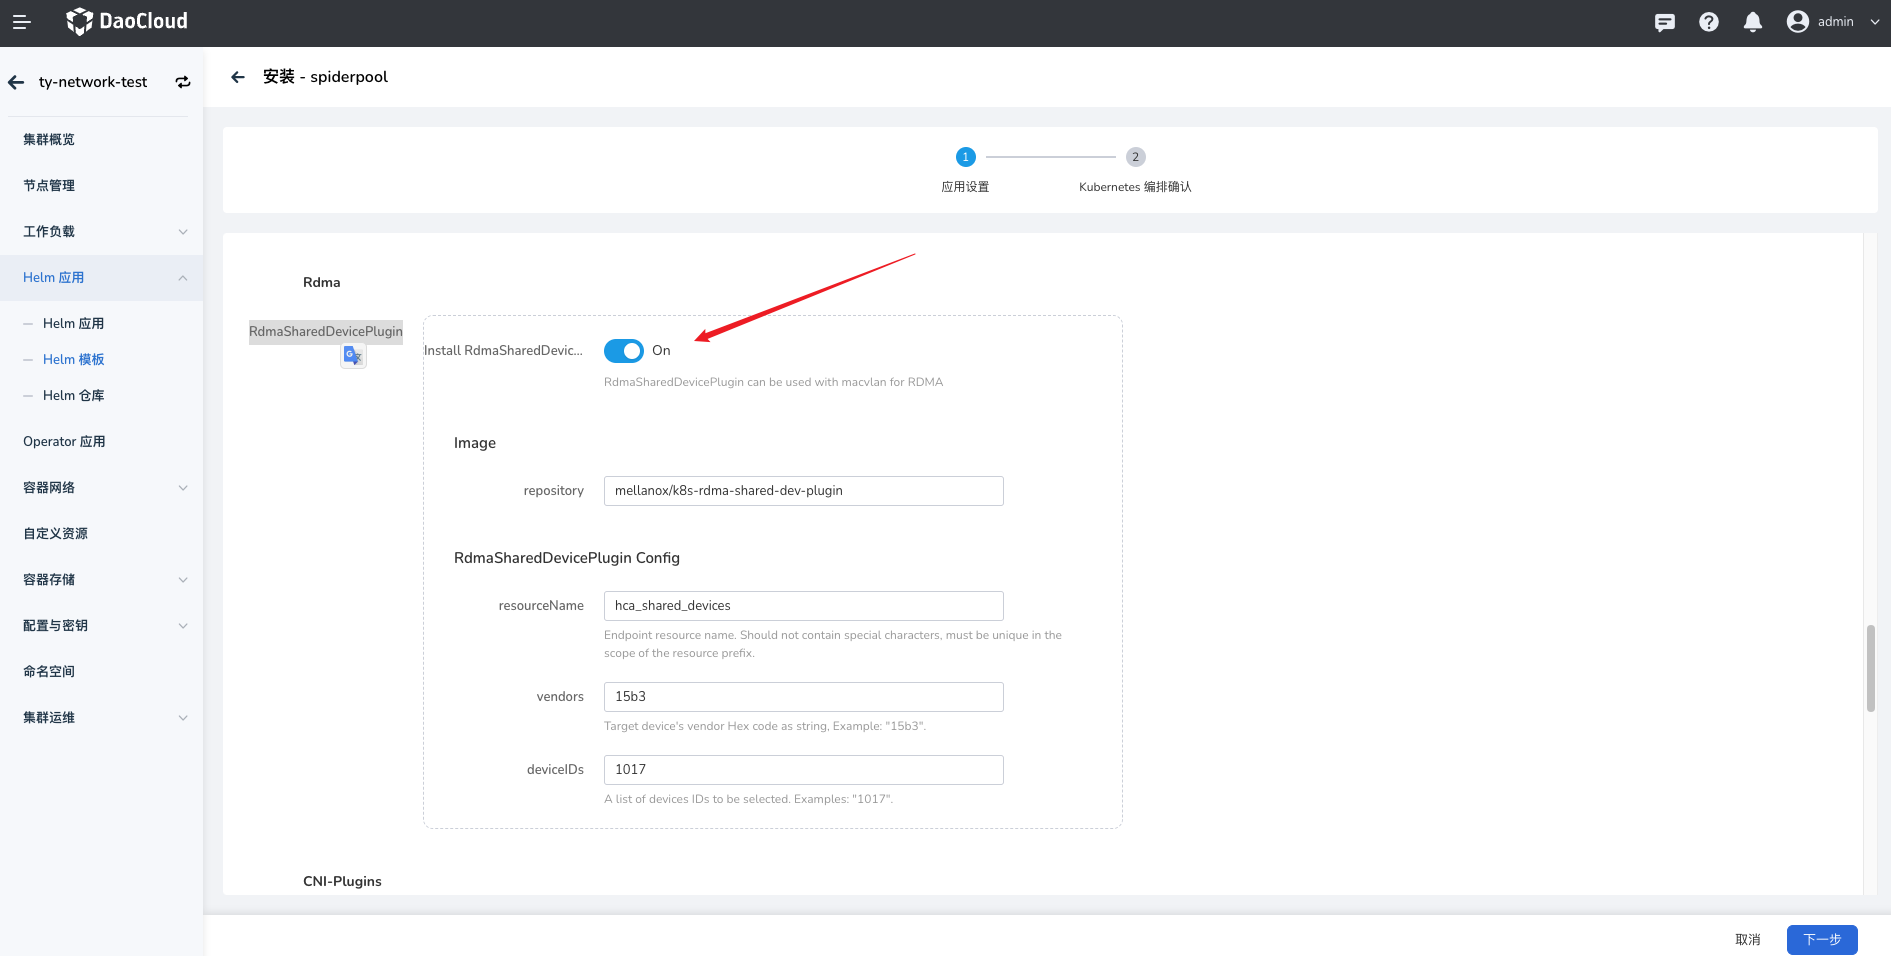 DaoCloud
admin
ty-network-test
集群概览
节点管理
工作负载
Helm 应用
Helm 应用
Helm 模板
Helm 仓库
Operator 应用
容器网络
自定义资源
容器存储
配置与密钥
命名空间
集群运维
安装 - spiderpool
1
2
应用设置
Kubernetes 编排确认
Rdma
RdmaSharedDevicePlugin
Install RdmaSharedDevic...
On
RdmaSharedDevicePlugin can be used with macvlan for RDMA
Image
repository
mellanox/k8s-rdma-shared-dev-plugin
RdmaSharedDevicePlugin Config
resourceName
hca_shared_devices
Endpoint resource name. Should not contain special characters, must be unique in the
scope of the resource prefix.
vendors
15b3
Target device's vendor Hex code as string, Example: "15b3".
deviceIDs
1017
A list of devices IDs to be selected. Examples: "1017".
CNI-Plugins
取消
下一步